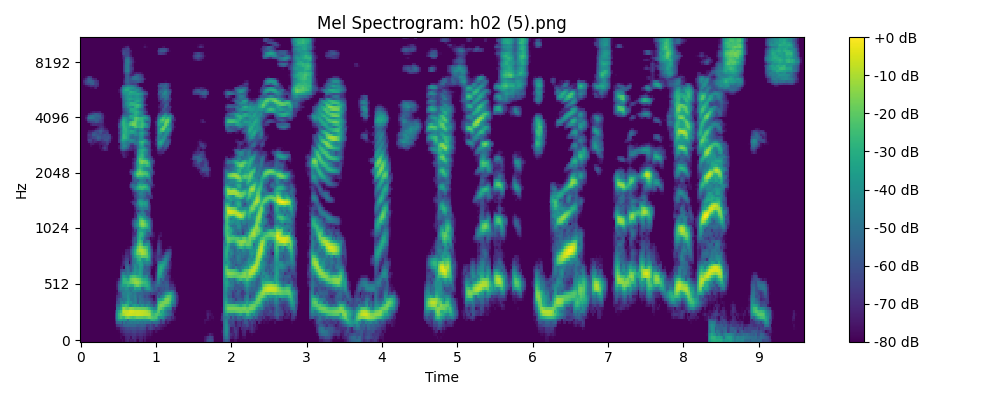 Mel Spectrogram: h02 (5).png
+0 dB
8192
-10 dB
4096
-20 dB
-30 dB
2048
Hz
-40 dB
1024
-50 dB
-60 dB
512
-70 dB
0
-80 dB
0 1 2 3 4 5 6 7 8 9
Time